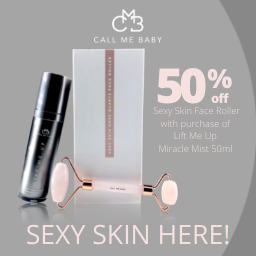 CMB
CALL ME BABY
50%
off
Sexy Skin Face Roller
with purchase of
Lift Me Up
Miracle Mist 50ml
SEXY SKIN HERE!